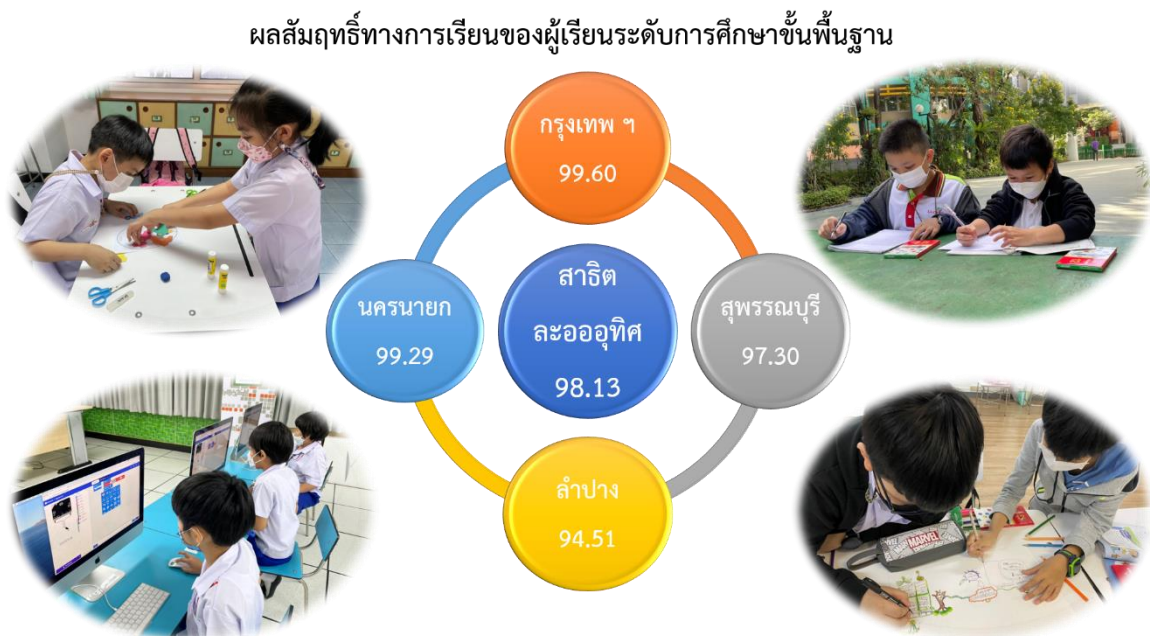 ผลสัมฤทธิ์ทางการเรียนของผู้เรียนระดับการศึกษาขั้นพื้นฐาน
กรุงเทพ ฯ
99.60
นครนายก
99.29
สาธิต
ละอออุทิศ
98.13
สุพรรณบุรี
97.30
ลำปาง
94.51
MARVEL